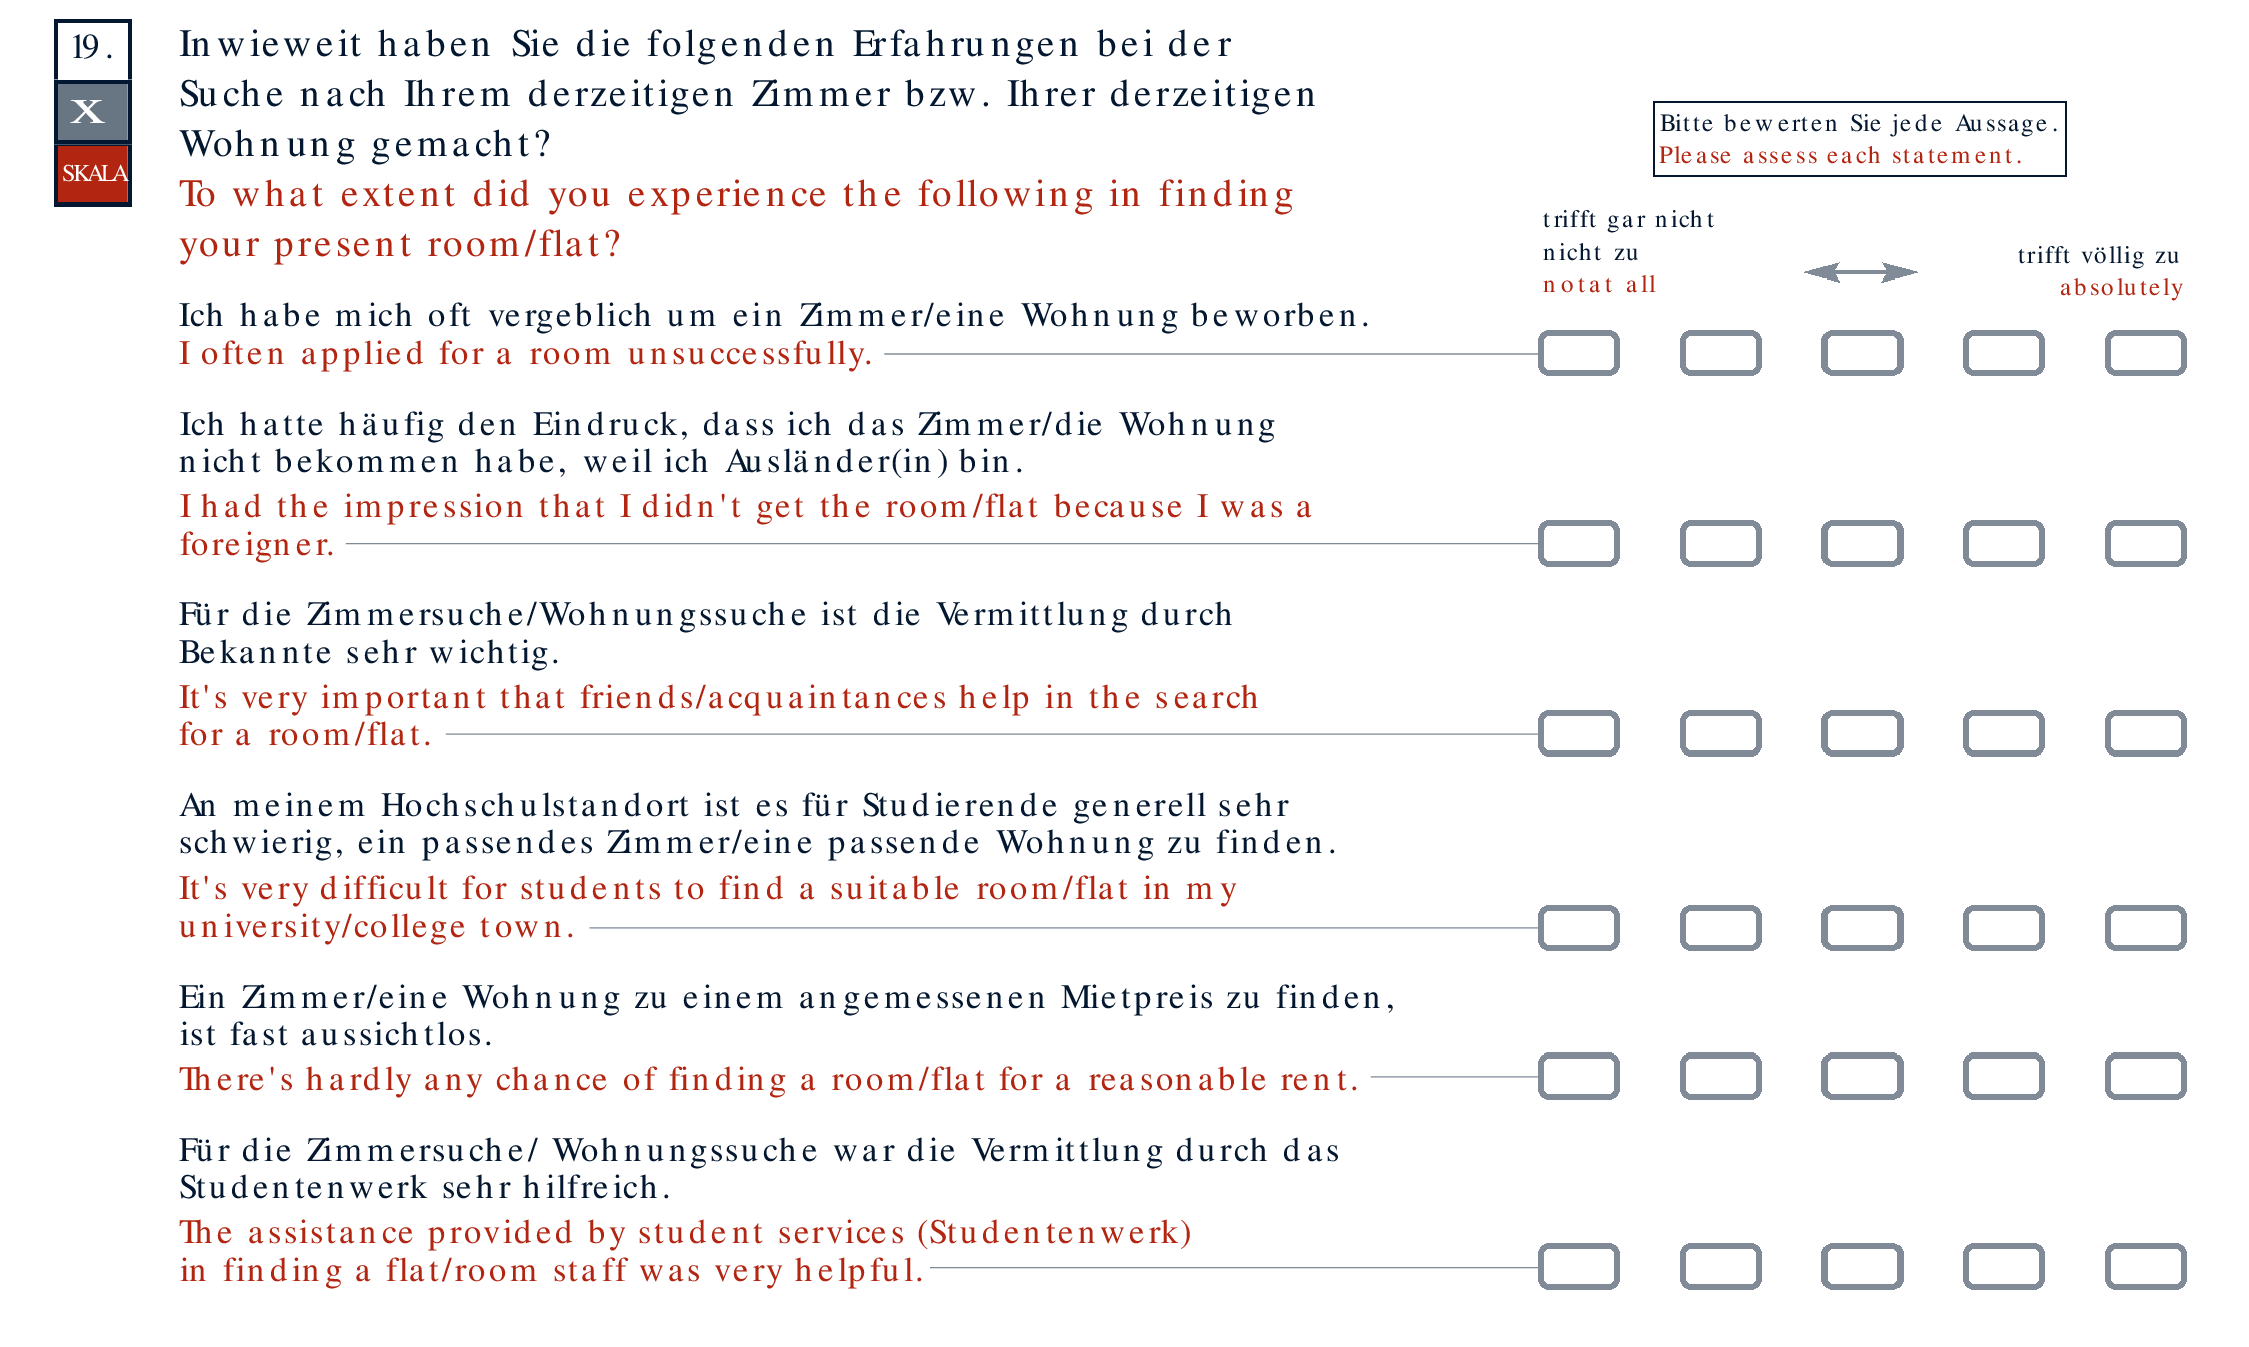 19.
X
SKALA
Inwieweit haben Sie die folgenden Erfahrungen bei der
Suche nach Ihrem derzeitigen Zimmer bzw. Ihrer derzeitigen
Wohnung gemacht?
To what extent did you experience the following in finding
your present room/flat?
Bitte bewerten Sie jede Aussage.
Please assess each statement.
trifft gar nicht
nicht zu
notat all
trifft völlig zu
absolutely
Ich habe mich oft vergeblich um ein Zimmer/eine Wohnung beworben.
I often applied for a room unsuccessfully.
Ich hatte häufig den Eindruck, dass ich das Zimmer/die Wohnung
nicht bekommen habe, weil ich Ausländer(in) bin.
I had the impression that I didn't get the room/flat because I was a
foreigner.
Für die Zimmersuche/Wohnungssuche ist die Vermittlung durch
Bekannte sehr wichtig.
It's very important that friends/acquaintances help in the search
for a room/flat.
An meinem Hochschulstandort ist es für Studierende generell sehr
schwierig, ein passendes Zimmer/eine passende Wohnung zu finden.
It's very difficult for students to find a suitable room/flat in my
university/college town.
Ein Zimmer/eine Wohnung zu einem angemessenen Mietpreis zu finden,
ist fast aussichtlos.
There's hardly any chance of finding a room/flat for a reasonable rent.
Für die Zimmersuche/ Wohnungssuche war die Vermittlung durch das
Studentenwerk sehr hilfreich.
The assistance provided by student services (Studentenwerk)
in finding a flat/room staff was very helpful.